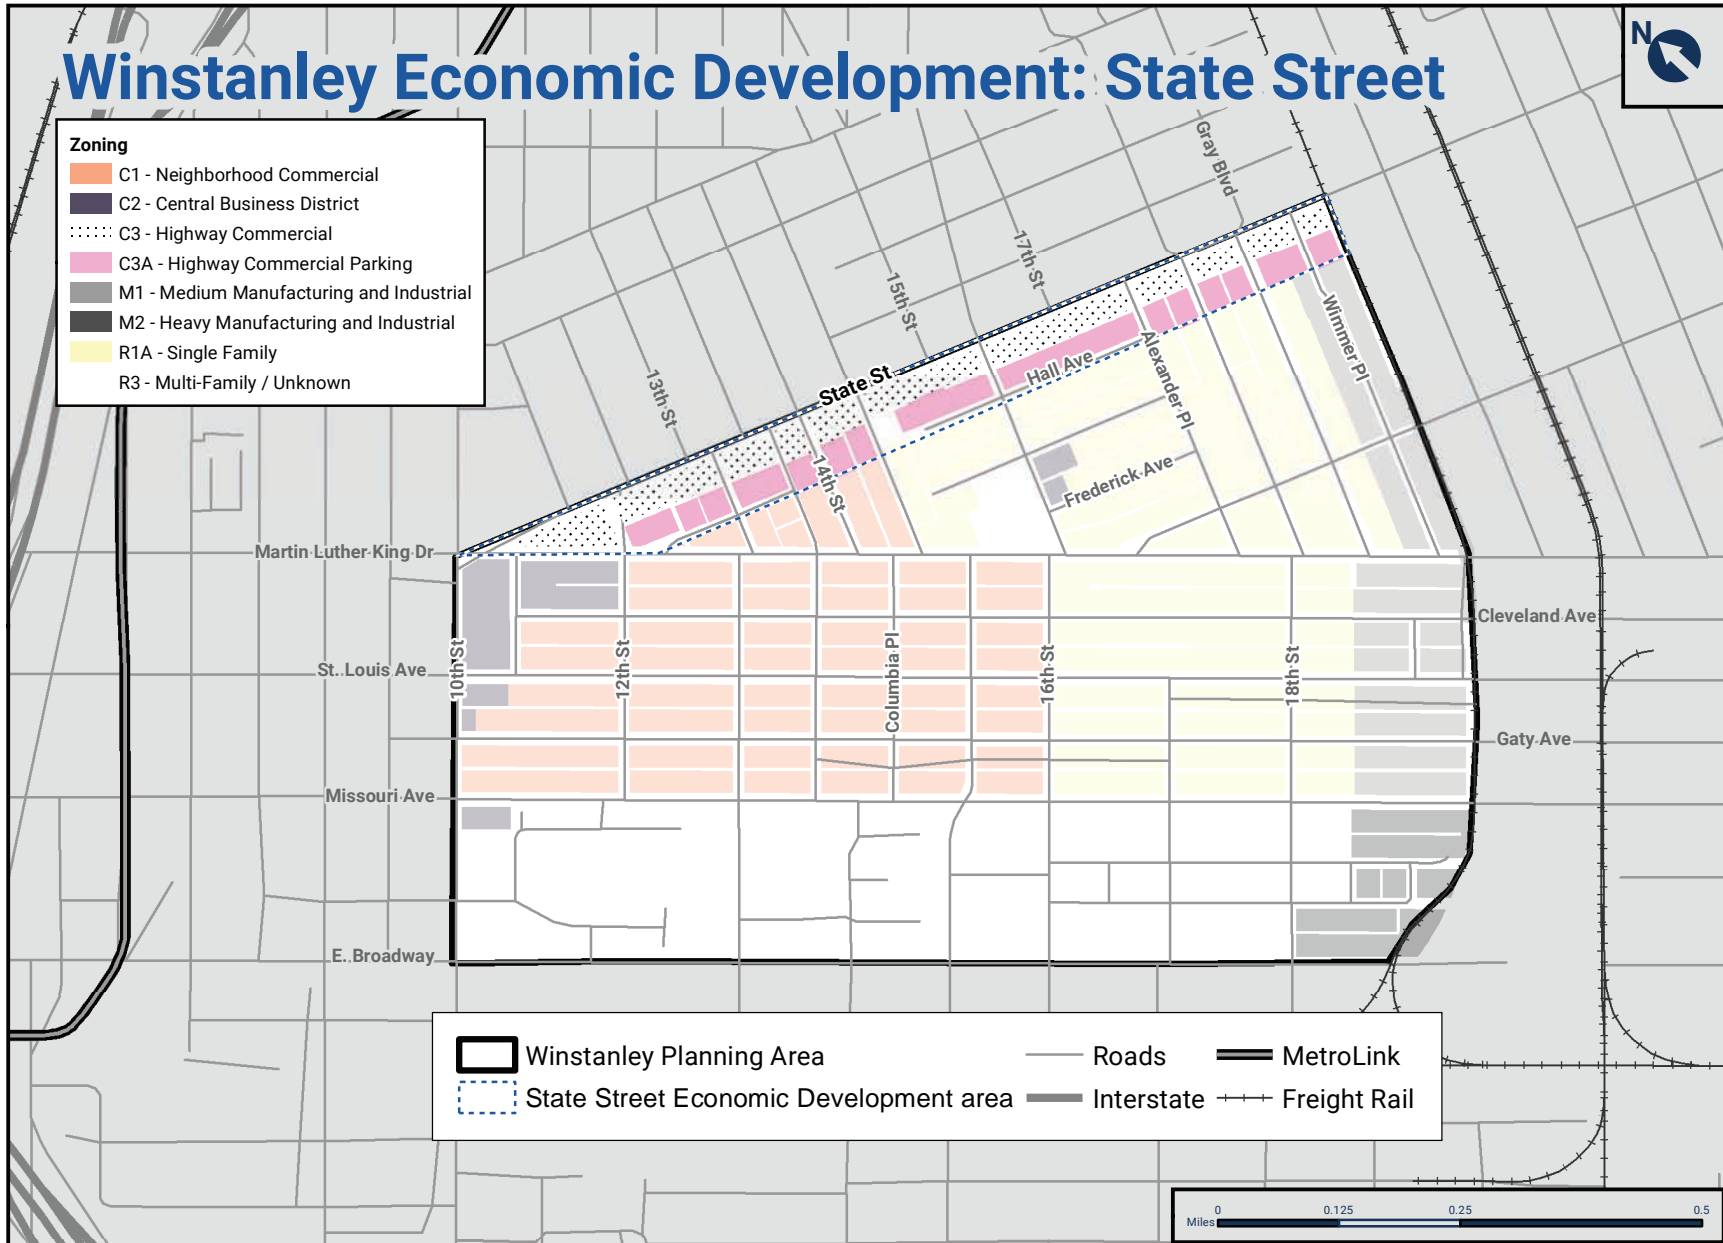 Winstanley Economic Development: State Street
N
Zoning
C1 - Neighborhood Commercial
C2 - Central Business District
C3 - Highway Commercial
C3A - Highway Commercial Parking
M1 - Medium Manufacturing and Industrial
M2 - Heavy Manufacturing and Industrial
R1A - Single Family
R3 - Multi-Family / Unknown
Gray Blvd
17th St
15th St
13th St
State St
Hall Ave
Alexander Pl
Wimmer Pl
14th St
Frederick Ave
Martin Luther King Dr
Cleveland Ave
St. Louis Ave
10th St
12th St
Columbia Pl
16th St
18th St
Gaty Ave
Missouri Ave
E. Broadway
Winstanley Planning Area
Roads
MetroLink
State Street Economic Development area
Interstate
Freight Rail
0 0.125 0.25 0.5
Miles